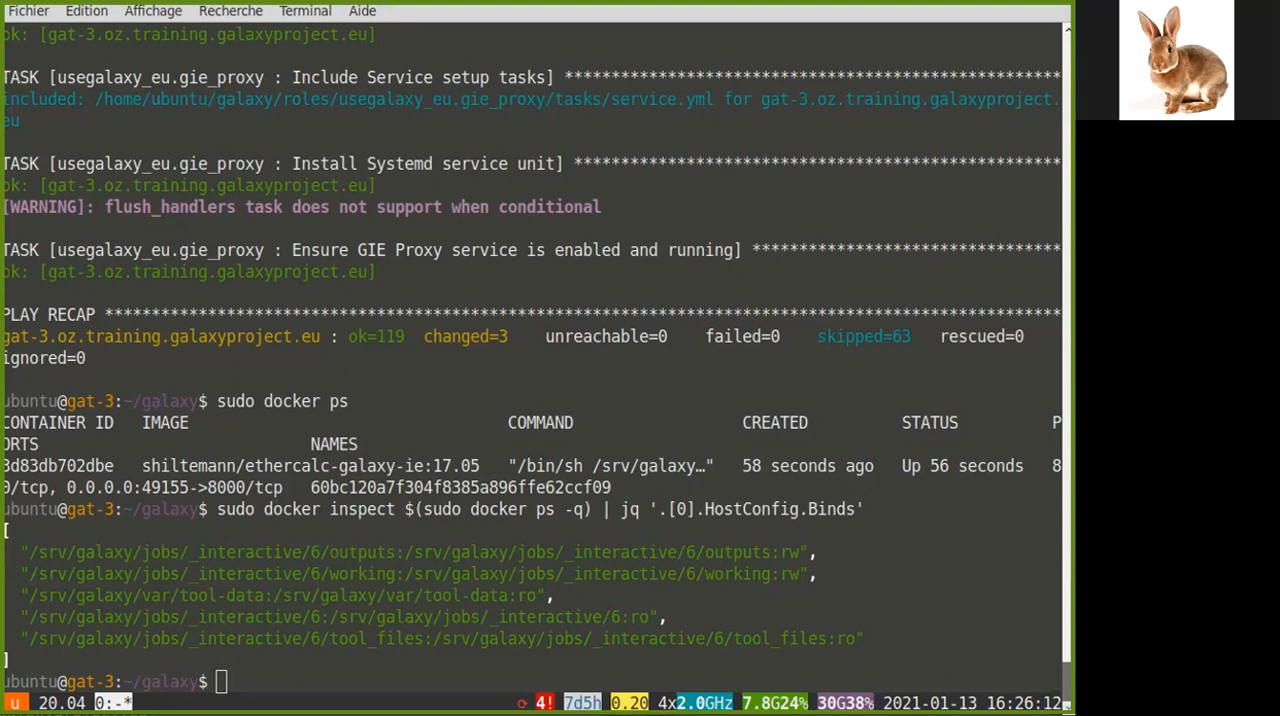 Fichier Edition Affichage Recherche Terminal Aide
ok: [gat-3.oz.training.galaxyproject.eu]
TASK [usegalaxy_eu.gie_proxy : Include Service setup tasks] *****************************************************
included: /home/ubuntu/galaxy/roles/usegalaxy_eu.gie_proxy/tasks/service.yml for gat-3.oz.training.galaxyproject.
eu
TASK [usegalaxy_eu.gie_proxy : Install Systemd service unit] ****************************************************
ok: [gat-3.oz.training.galaxyproject.eu]
[WARNING]: flush_handlers task does not support when conditional
TASK [usegalaxy_eu.gie_proxy : Ensure GIE Proxy service is enabled and running] *********************************
ok: [gat-3.oz.training.galaxyproject.eu]
PLAY RECAP ******************************************************************************************************
gat-3.oz.training.galaxyproject.eu : ok=119 changed=3 unreachable=0 failed=0 skipped=63 rescued=0
ignored=0
ubuntu@gat-3:~/galaxy$ sudo docker ps
CONTAINER ID IMAGE COMMAND CREATED STATUS P
ORTS NAMES
3d83db702dbe shiltemann/ethercalc-galaxy-ie:17.05 "/bin/sh /srv/galaxy…" 58 seconds ago Up 56 seconds 8
0/tcp, 0.0.0.0:49155->8000/tcp 60bc120a7f304f8385a896ffe62ccf09
ubuntu@gat-3:~/galaxy$ sudo docker inspect $(sudo docker ps -q) | jq '.[0].HostConfig.Binds'
[
"/srv/galaxy/jobs/_interactive/6/outputs:/srv/galaxy/jobs/_interactive/6/outputs:rw",
"/srv/galaxy/jobs/_interactive/6/working:/srv/galaxy/jobs/_interactive/6/working:rw",
"/srv/galaxy/var/tool-data:/srv/galaxy/var/tool-data:ro",
"/srv/galaxy/jobs/_interactive/6:/srv/galaxy/jobs/_interactive/6:ro",
"/srv/galaxy/jobs/_interactive/6/tool_files:/srv/galaxy/jobs/_interactive/6/tool_files:ro"
]
ubuntu@gat-3:~/galaxy$
u 20.04 0:-* 4! 7d5h 0.20 4x2.0GHz 7.8G24% 30G38% 2021-01-13 16:26:12